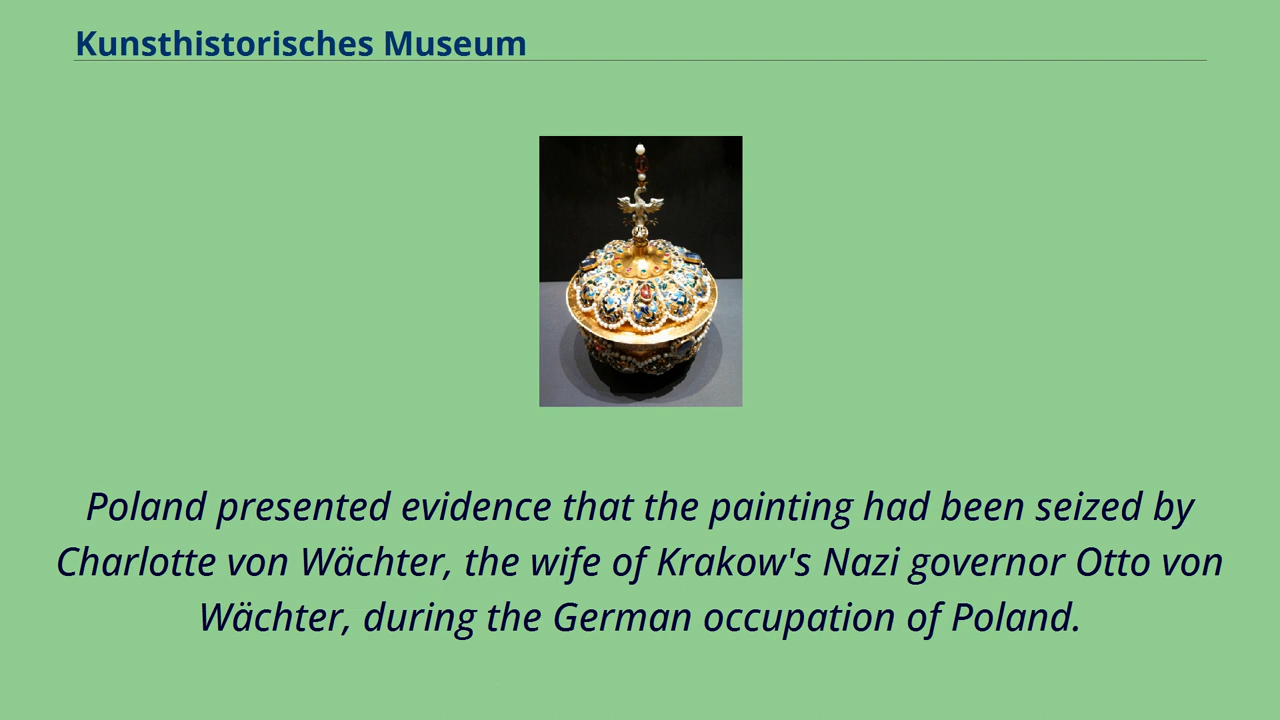 Kunsthistorisches Museum
Poland presented evidence that the painting had been seized by
Charlotte von Wächter, the wife of Krakow's Nazi governor Otto von
Wächter, during the German occupation of Poland.